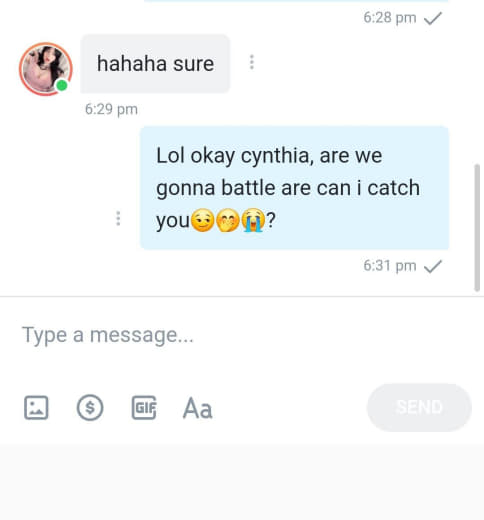 6:28 pm
hahaha sure
6:29 pm
Lol okay cynthia, are we
gonna battle are can i catch
you😉🤭😭?
6:31 pm
Type a message...
GIF Aa
SEND